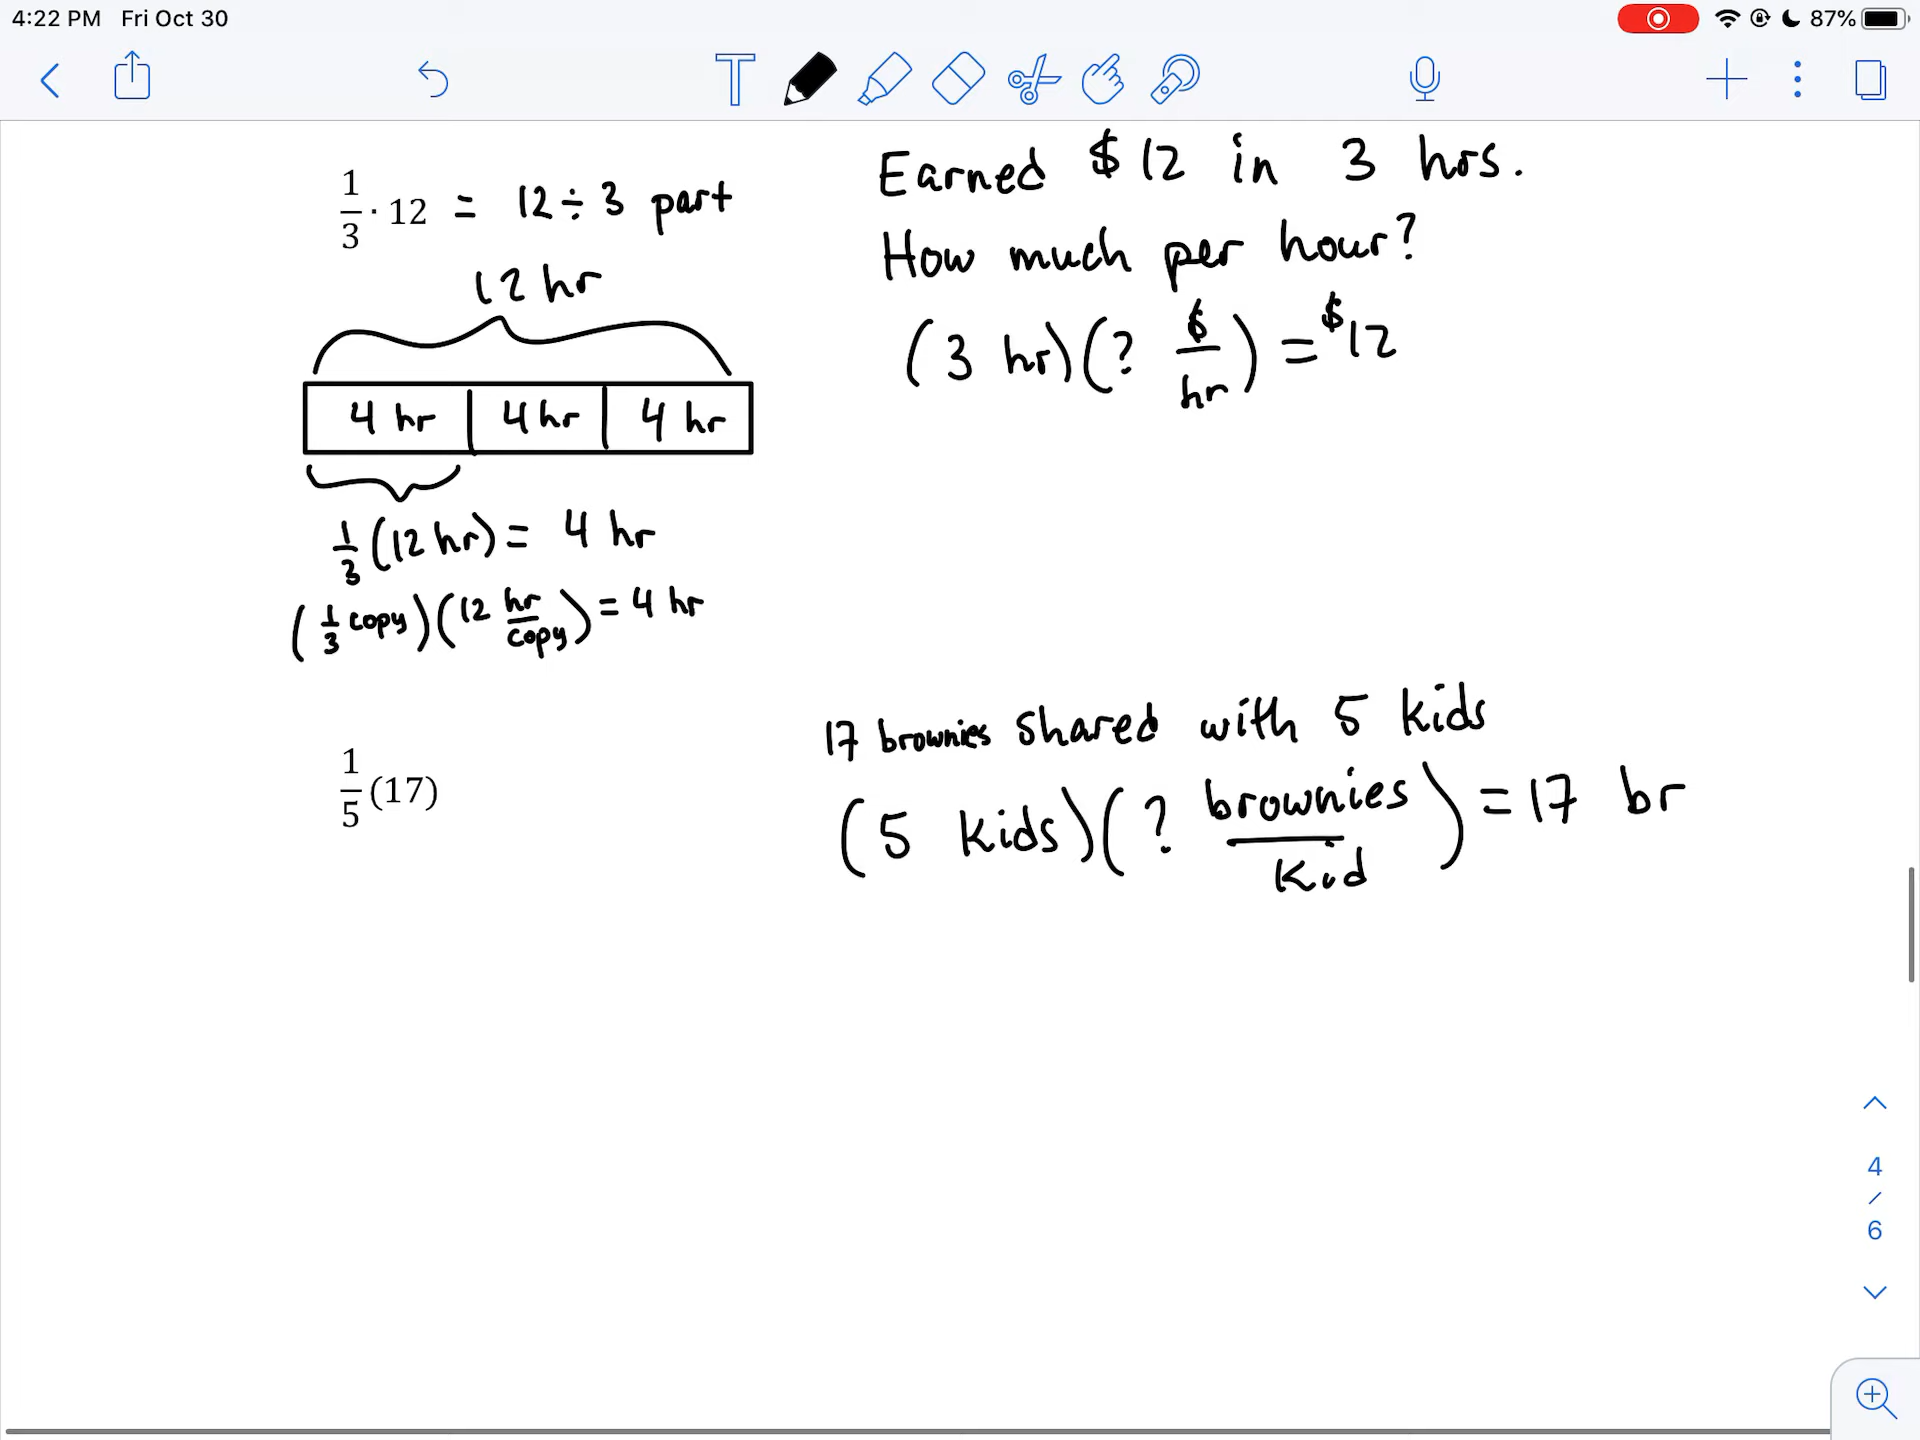 4:22 PM Fri Oct 30
87%
1/3 · 12 = 12 ÷ 3 part
12 hr
4 hr | 4 hr | 4 hr
1/3 (12 hr) = 4 hr
(1/3 copy)(12 hr/copy) = 4 hr
Earned $12 in 3 hrs.
How much per hour?
(3 hr)(? $/hr) = $12
1/5 (17)
17 brownies shared with 5 kids
(5 kids)(? brownies/kid) = 17 br
4
/
6